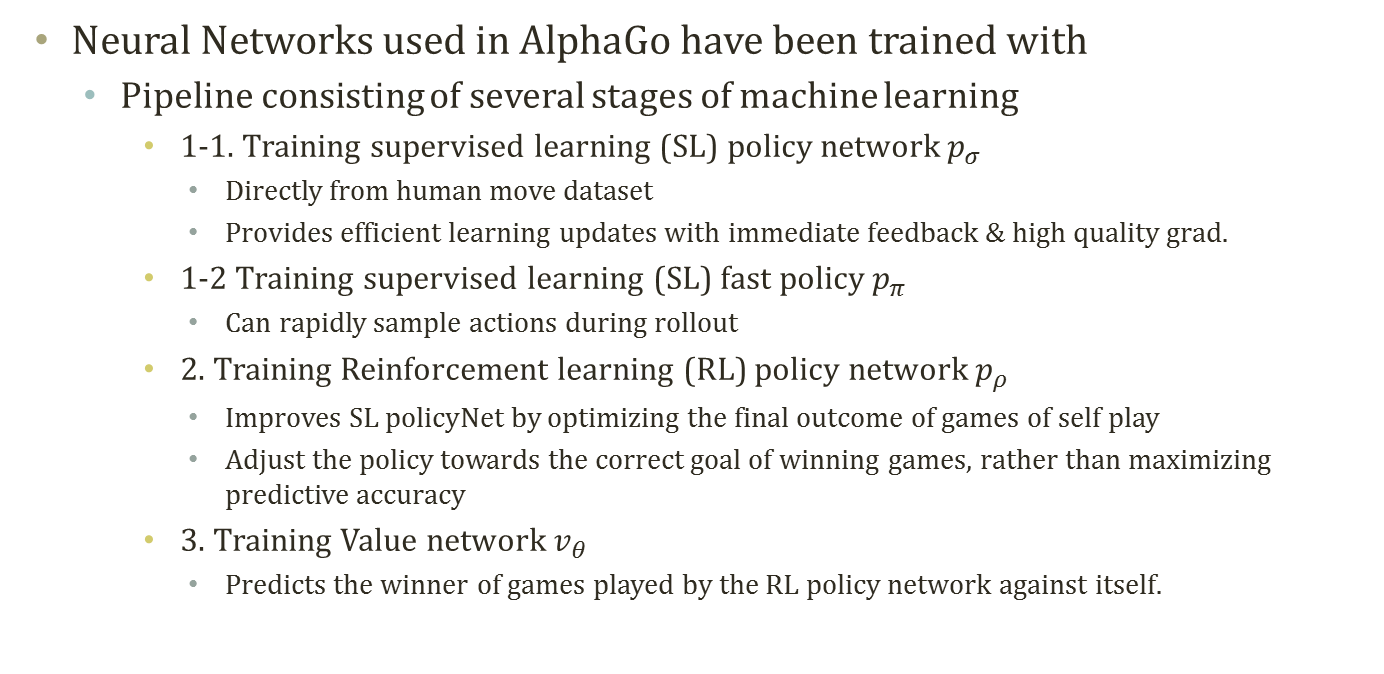 • Neural Networks used in AlphaGo have been trained with
• Pipeline consisting of several stages of machine learning
• 1-1. Training supervised learning (SL) policy network p_σ
• Directly from human move dataset
• Provides efficient learning updates with immediate feedback & high quality grad.
• 1-2 Training supervised learning (SL) fast policy p_π
• Can rapidly sample actions during rollout
• 2. Training Reinforcement learning (RL) policy network p_ρ
• Improves SL policyNet by optimizing the final outcome of games of self play
• Adjust the policy towards the correct goal of winning games, rather than maximizing
predictive accuracy
• 3. Training Value network v_θ
• Predicts the winner of games played by the RL policy network against itself.